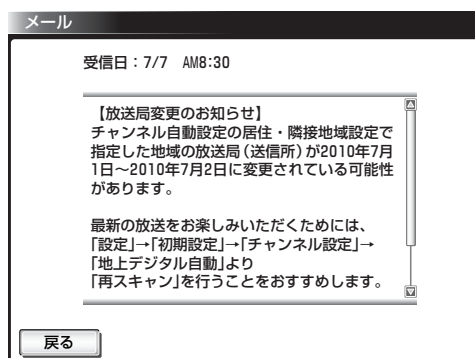 メール
受信日：7/7　AM8:30
【放送局変更のお知らせ】
チャンネル自動設定の居住・隣接地域設定で
指定した地域の放送局（送信所）が2010年7月
1日～2010年7月2日に変更されている可能性
があります。
最新の放送をお楽しみいただくためには、
「設定」→「初期設定」→「チャンネル設定」→
「地上デジタル自動」より
「再スキャン」を行うことをおすすめします。
戻る